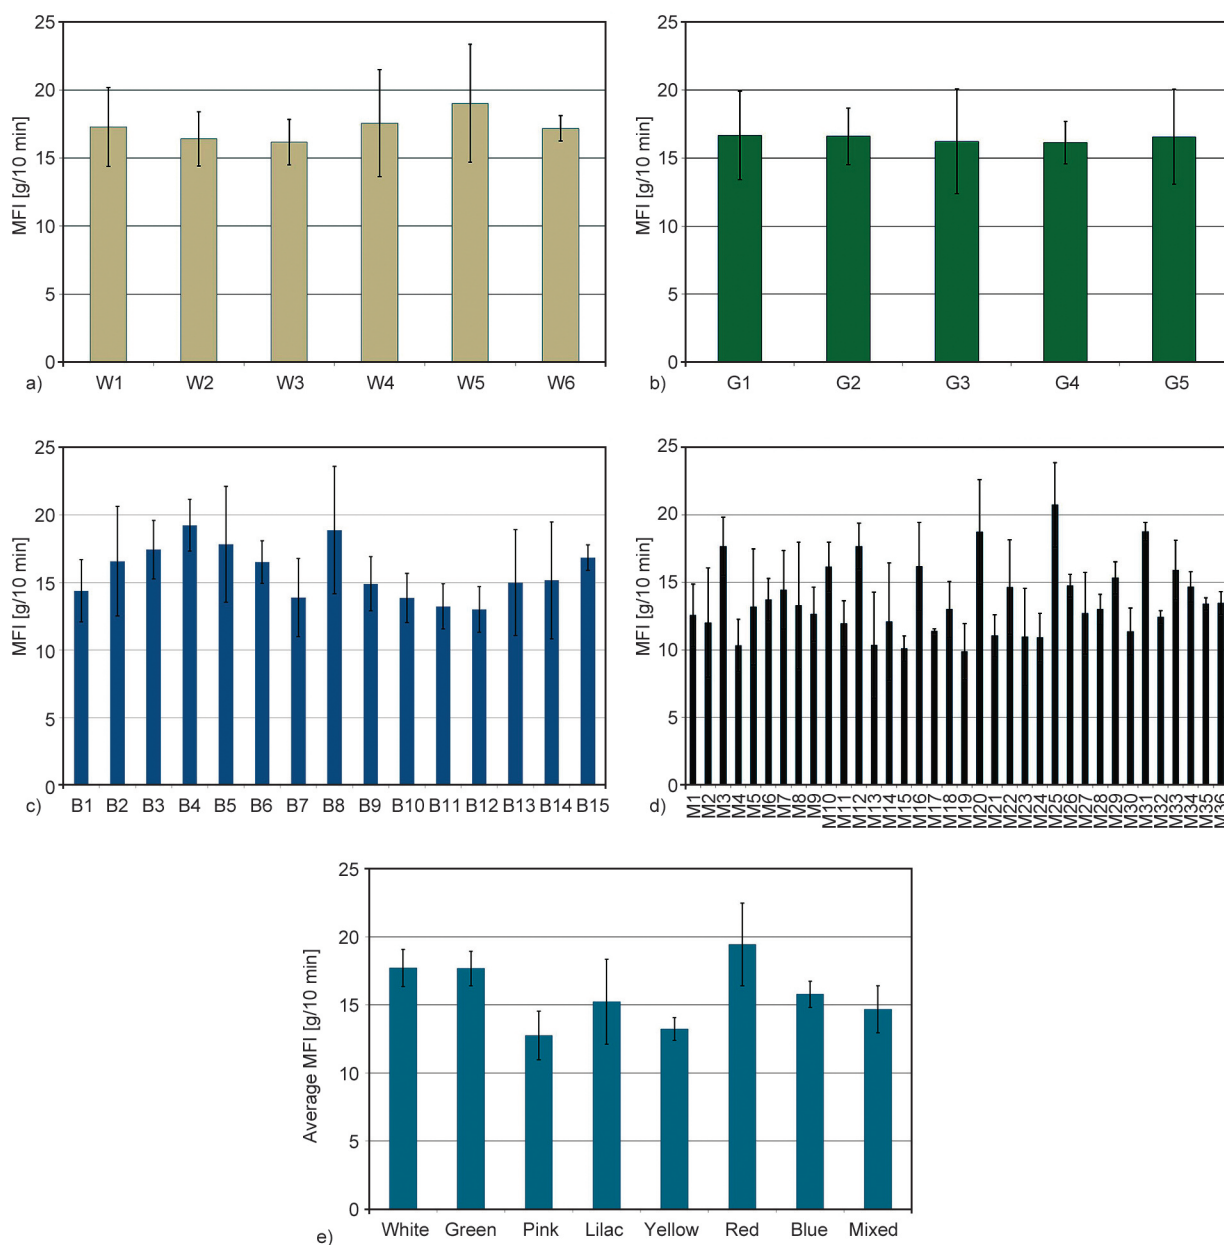 25
20
15
10
5
0
MFI [g/10 min]
W1 W2 W3 W4 W5 W6
a)
25
20
15
10
5
0
MFI [g/10 min]
G1 G2 G3 G4 G5
b)
25
20
15
10
5
0
MFI [g/10 min]
B1 B2 B3 B4 B5 B6 B7 B8 B9 B10 B11 B12 B13 B14 B15
c)
25
20
15
10
5
0
MFI [g/10 min]
M1 M2 M3 M4 M5 M6 M7 M8 M9 M10 M11 M12 M13 M14 M15 M16 M17 M18 M19 M20 M21 M22 M23 M24 M25 M26 M27 M28 M29 M30 M31 M32 M33 M34 M35 M36
d)
25
20
15
10
5
0
Average MFI [g/10 min]
White Green Pink Lilac Yellow Red Blue Mixed
e)